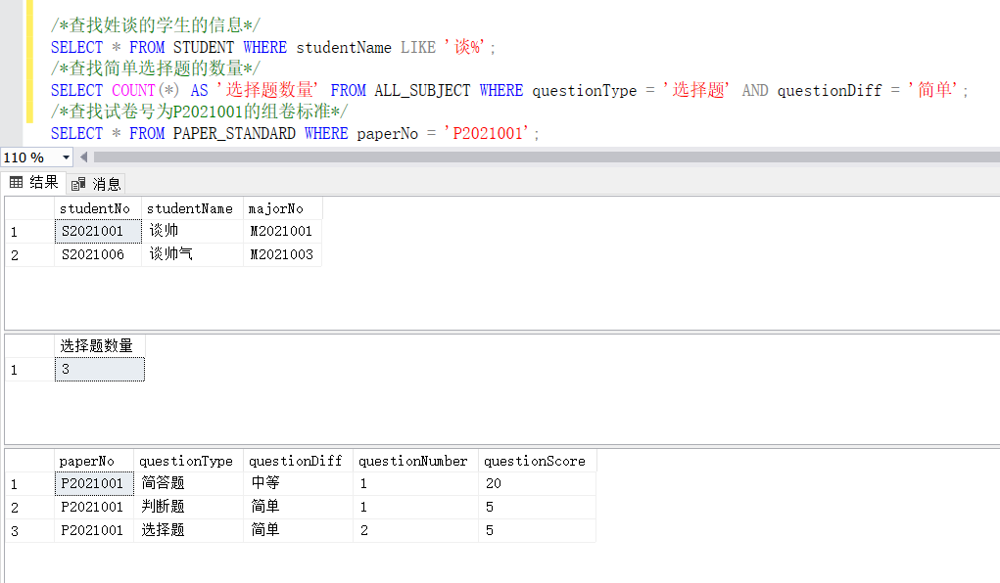 /*查找姓谈的学生的信息*/
SELECT * FROM STUDENT WHERE studentName LIKE '谈%';
/*查找简单选择题的数量*/
SELECT COUNT(*) AS '选择题数量' FROM ALL_SUBJECT WHERE questionType = '选择题' AND questionDiff = '简单';
/*查找试卷号为P2021001的组卷标准*/
SELECT * FROM PAPER_STANDARD WHERE paperNo = 'P2021001';
110 %
结果 消息
studentNo studentName majorNo
1 S2021001 谈帅 M2021001
2 S2021006 谈帅气 M2021003
选择题数量
1 3
paperNo questionType questionDiff questionNumber questionScore
1 P2021001 简答题 中等 1 20
2 P2021001 判断题 简单 1 5
3 P2021001 选择题 简单 2 5